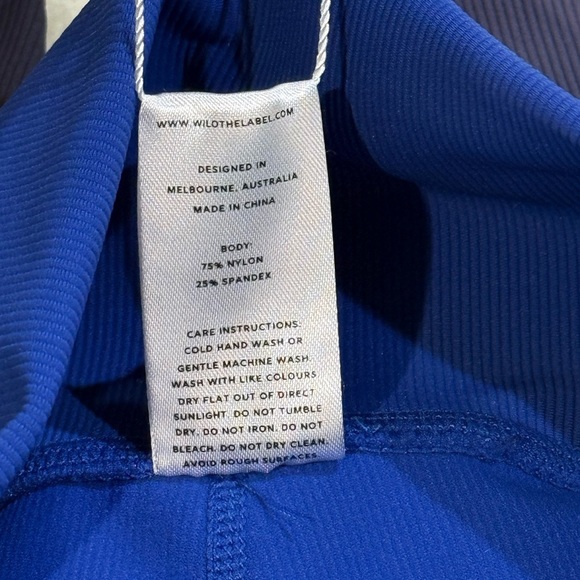 WWW.WILOTHELABEL.COM
DESIGNED IN
MELBOURNE, AUSTRALIA
MADE IN CHINA
BODY:
75% NYLON
25% SPANDEX
CARE INSTRUCTIONS:
COLD HAND WASH OR
GENTLE MACHINE WASH.
WASH WITH LIKE COLOURS
DRY FLAT OUT OF DIRECT
SUNLIGHT. DO NOT TUMBLE
DRY. DO NOT IRON. DO NOT
BLEACH. DO NOT DRY CLEAN.
AVOID ROUGH SURFACES